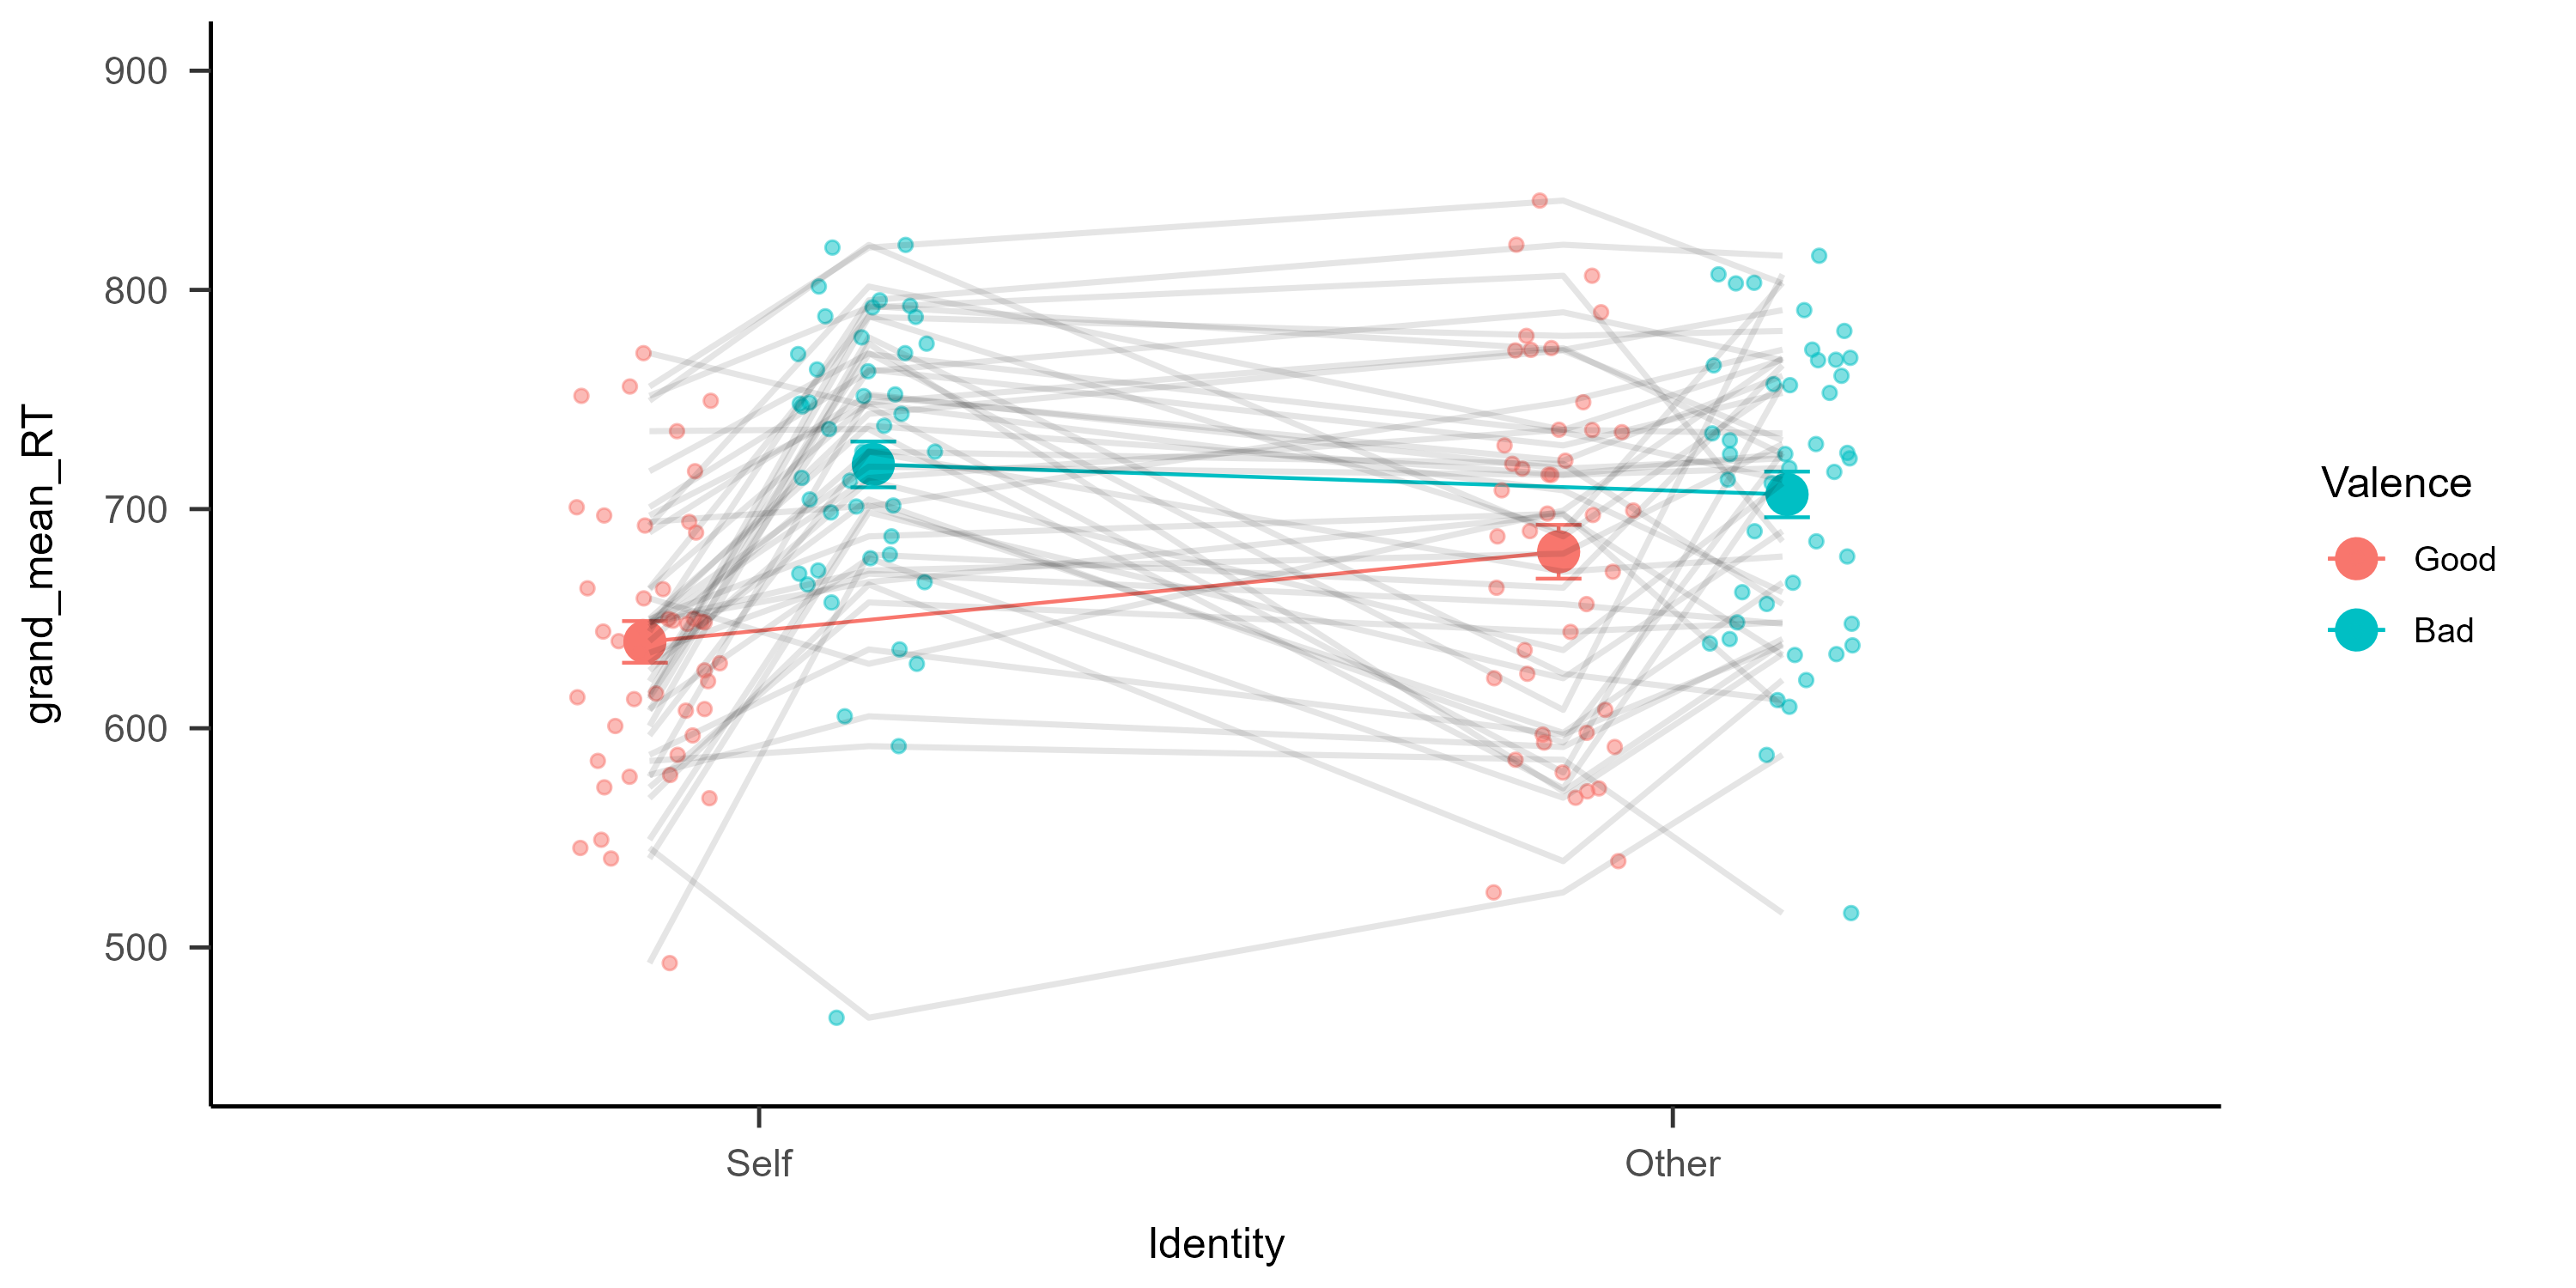 900
800
700
600
500
grand_mean_RT
Self
Other
Identity
Valence
Good
Bad